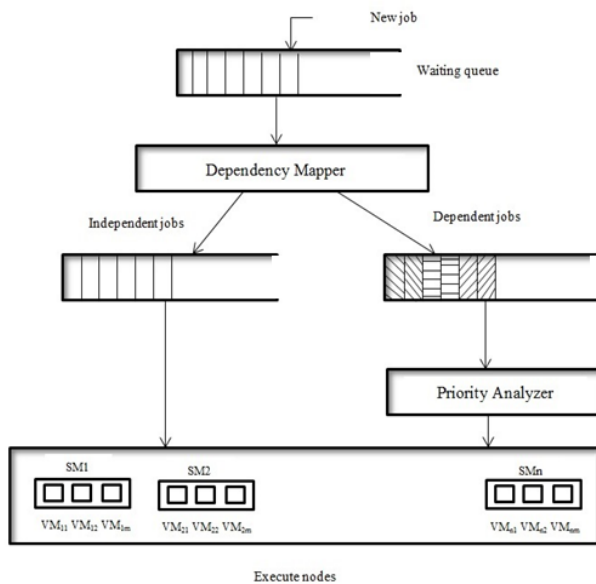 New job
Waiting queue
Dependency Mapper
Independent jobs
Dependent jobs
Priority Analyzer
SM1
SM2
SMn
VM₁₁ VM₁₂ VM₁ₘ
VM₂₁ VM₂₂ VM₂ₘ
VMₙ₁ VMₙ₂ VMₙₘ
Execute nodes